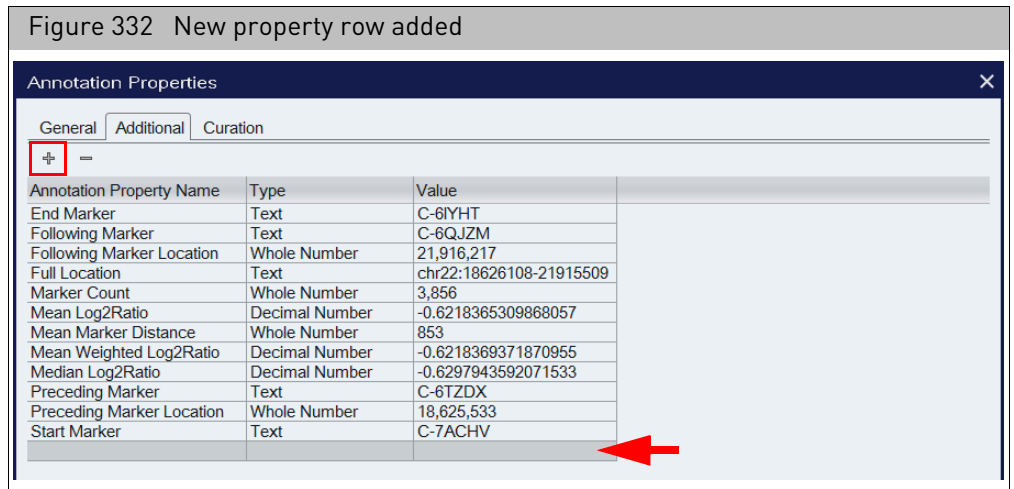 Figure 332 New property row added
Annotation Properties
General Additional Curation
Annotation Property Name Type Value
End Marker Text C-6IYHT
Following Marker Text C-6QJZM
Following Marker Location Whole Number 21,916,217
Full Location Text chr22:18626108-21915509
Marker Count Whole Number 3,856
Mean Log2Ratio Decimal Number -0.6218365309868057
Mean Marker Distance Whole Number 853
Mean Weighted Log2Ratio Decimal Number -0.6218369371870955
Median Log2Ratio Decimal Number -0.6297943592071533
Preceding Marker Text C-6TZDX
Preceding Marker Location Whole Number 18,625,533
Start Marker Text C-7ACHV